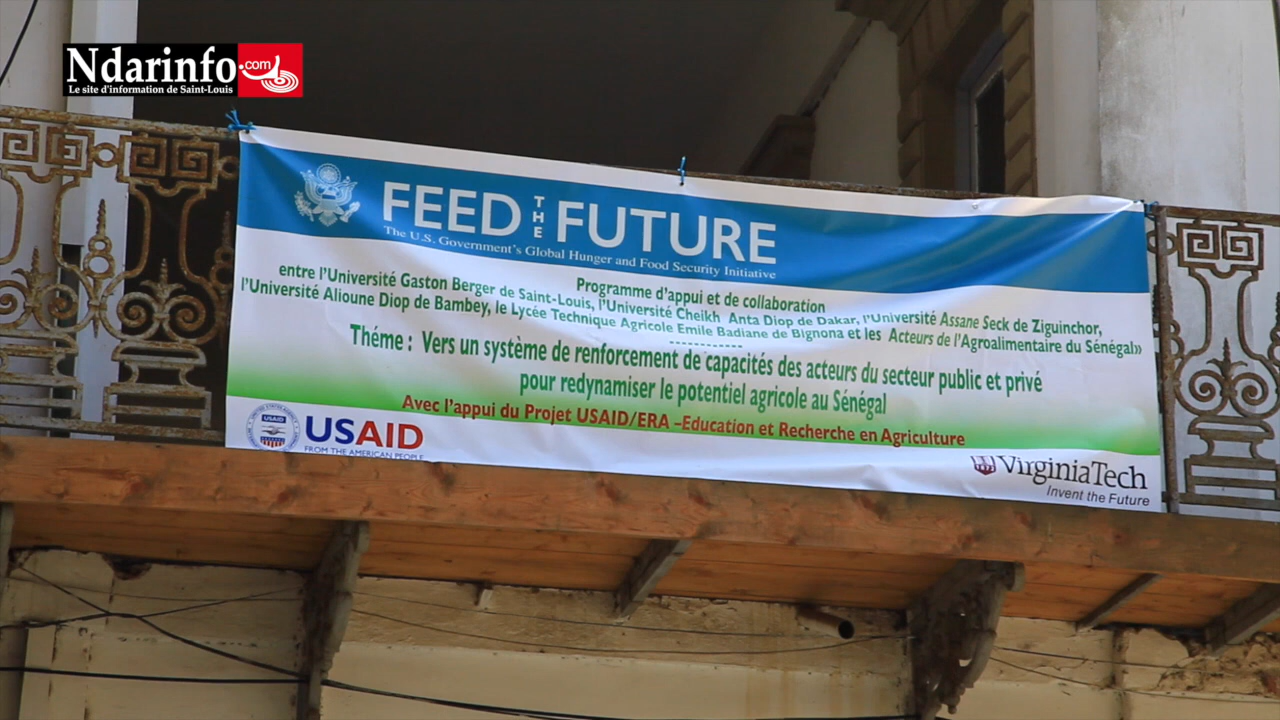 Ndarinfo.com
Le site d'information de Saint-Louis
FEED THE FUTURE
The U.S. Government's Global Hunger and Food Security Initiative
Programme d'appui et de collaboration
entre l'Université Gaston Berger de Saint-Louis, l'Université Cheikh Anta Diop de Dakar, l'Université Assane Seck de Ziguinchor,
l'Université Alioune Diop de Bambey, le Lycée Technique Agricole Emile Badiane de Bignona et les Acteurs de l'Agroalimentaire du Sénégal»
-----------
Théme : Vers un système de renforcement de capacités des acteurs du secteur public et privé
pour redynamiser le potentiel agricole au Sénégal
Avec l'appui du Projet USAID/ERA –Education et Recherche en Agriculture
USAID
USAID
FROM THE AMERICAN PEOPLE
VirginiaTech
Invent the Future